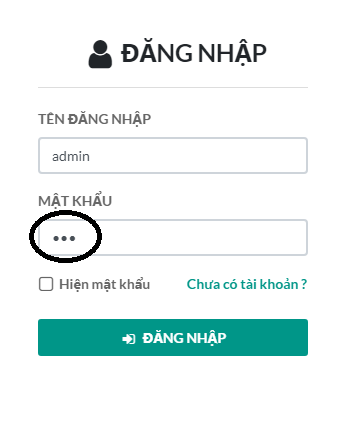 ĐĂNG NHẬP
TÊN ĐĂNG NHẬP
admin
MẬT KHẨU
•••
Hiện mật khẩu Chưa có tài khoản ?
ĐĂNG NHẬP